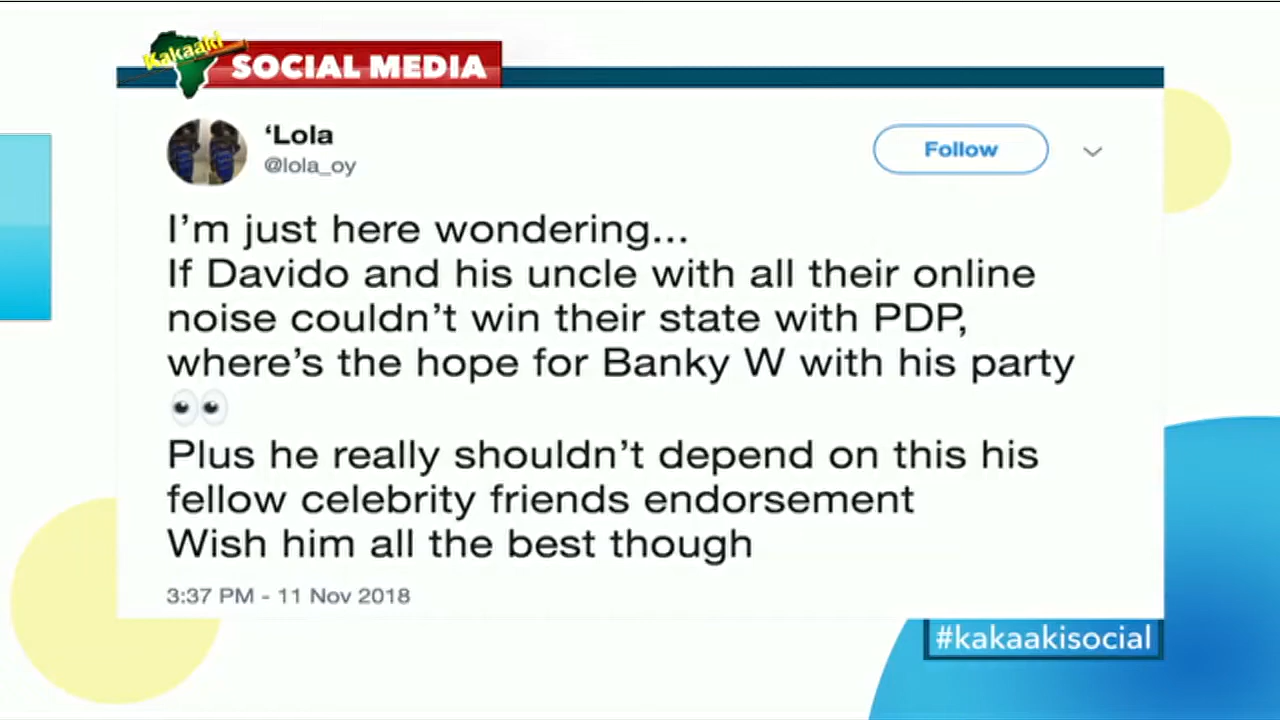 Kakaaki
SOCIAL MEDIA
‘Lola
@lola_oy
Follow
I’m just here wondering...
If Davido and his uncle with all their online
noise couldn’t win their state with PDP,
where’s the hope for Banky W with his party
👀
Plus he really shouldn’t depend on this his
fellow celebrity friends endorsement
Wish him all the best though
3:37 PM - 11 Nov 2018
#kakaakisocial